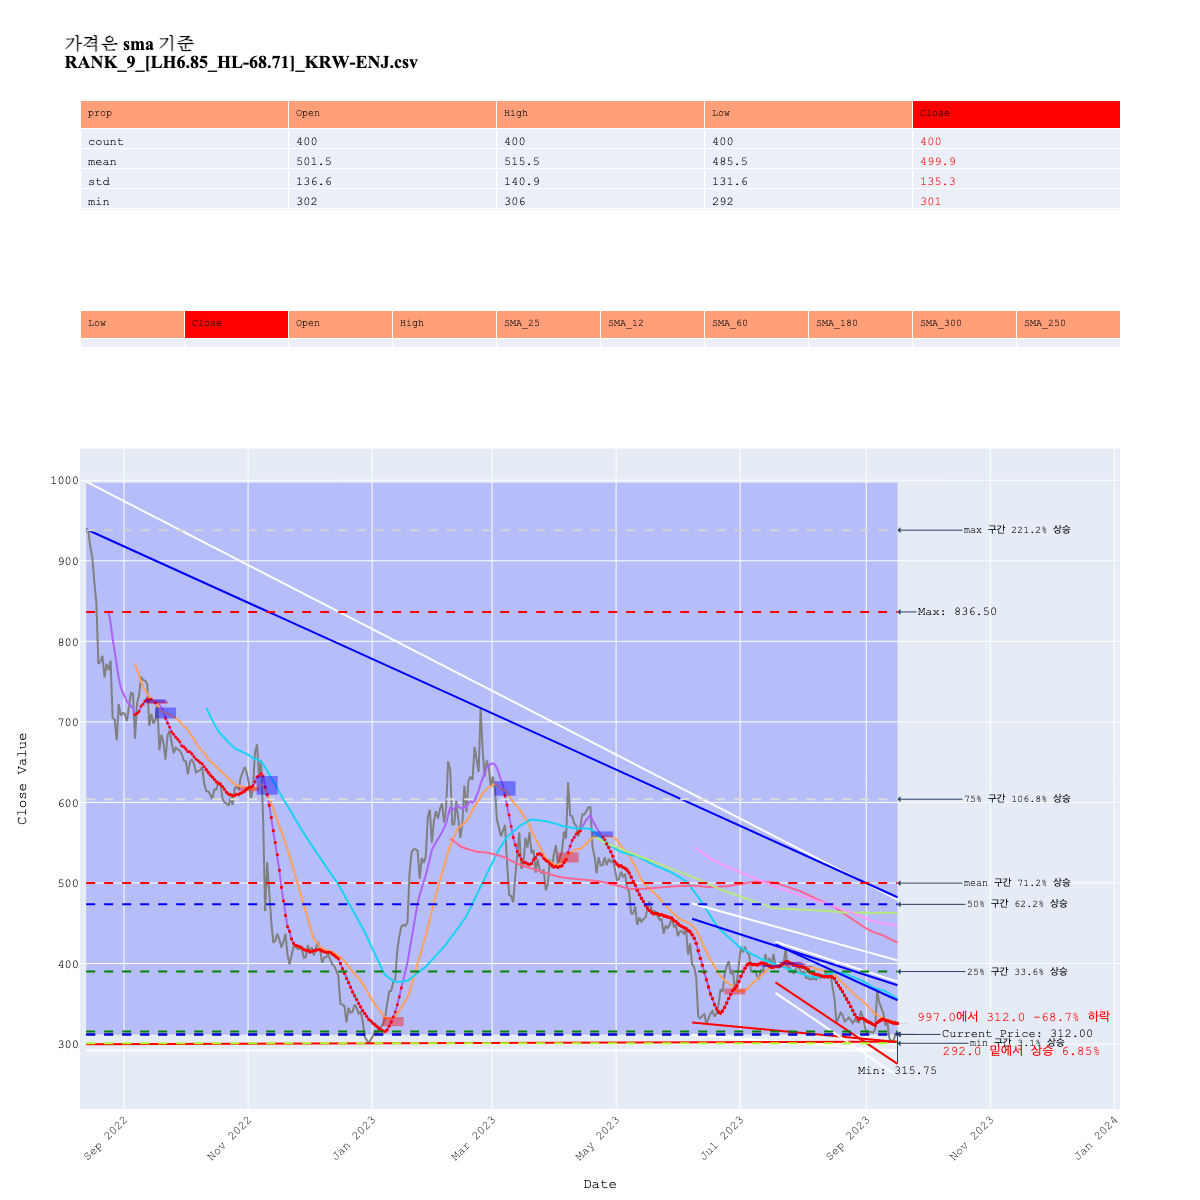 가격은 sma 기준
RANK_9_[LH6.85_HL-68.71]_KRW-ENJ.csv
prop Open High Low Close
count 400 400 400 400
mean 501.5 515.5 485.5 499.9
std 136.6 140.9 131.6 135.3
min 302 306 292 301
Low Close Open High SMA_25 SMA_12 SMA_60 SMA_180 SMA_300 SMA_250
1000
max 구간 221.2% 상승
900
Max: 836.50
800
700
75% 구간 106.8% 상승
600
mean 구간 71.2% 상승
500
50% 구간 62.2% 상승
25% 구간 33.6% 상승
400
997.0에서 312.0 -68.7% 하락
Current Price: 312.00
min 구간 3.1% 상승
300
292.0 밑에서 상승 6.85%
Min: 315.75
Close Value
Sep 2022 Nov 2022 Jan 2023 Mar 2023 May 2023 Jul 2023 Sep 2023 Nov 2023 Jan 2024
Date